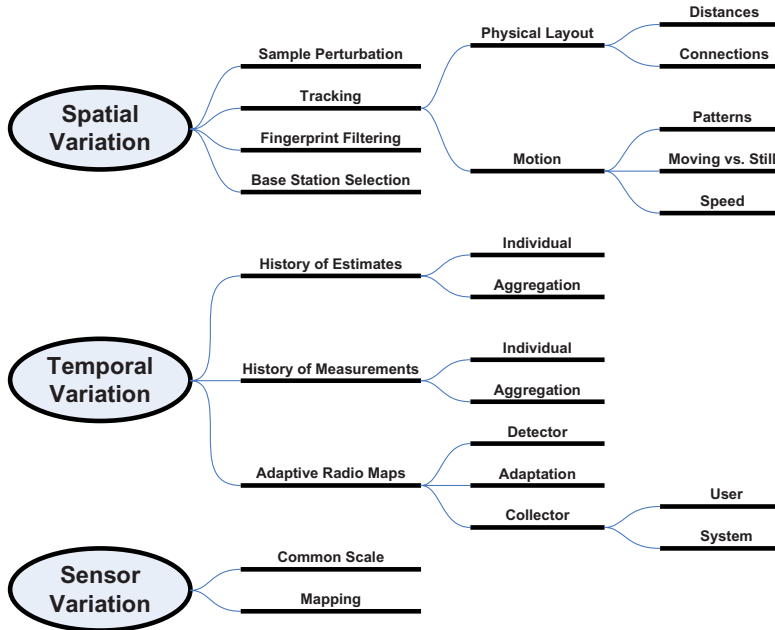 Spatial
Variation
Sample Perturbation
Tracking
Fingerprint Filtering
Base Station Selection
Physical Layout
Motion
Distances
Connections
Patterns
Moving vs. Still
Speed
Temporal
Variation
History of Estimates
Individual
Aggregation
History of Measurements
Individual
Aggregation
Adaptive Radio Maps
Detector
Adaptation
Collector
User
System
Sensor
Variation
Common Scale
Mapping